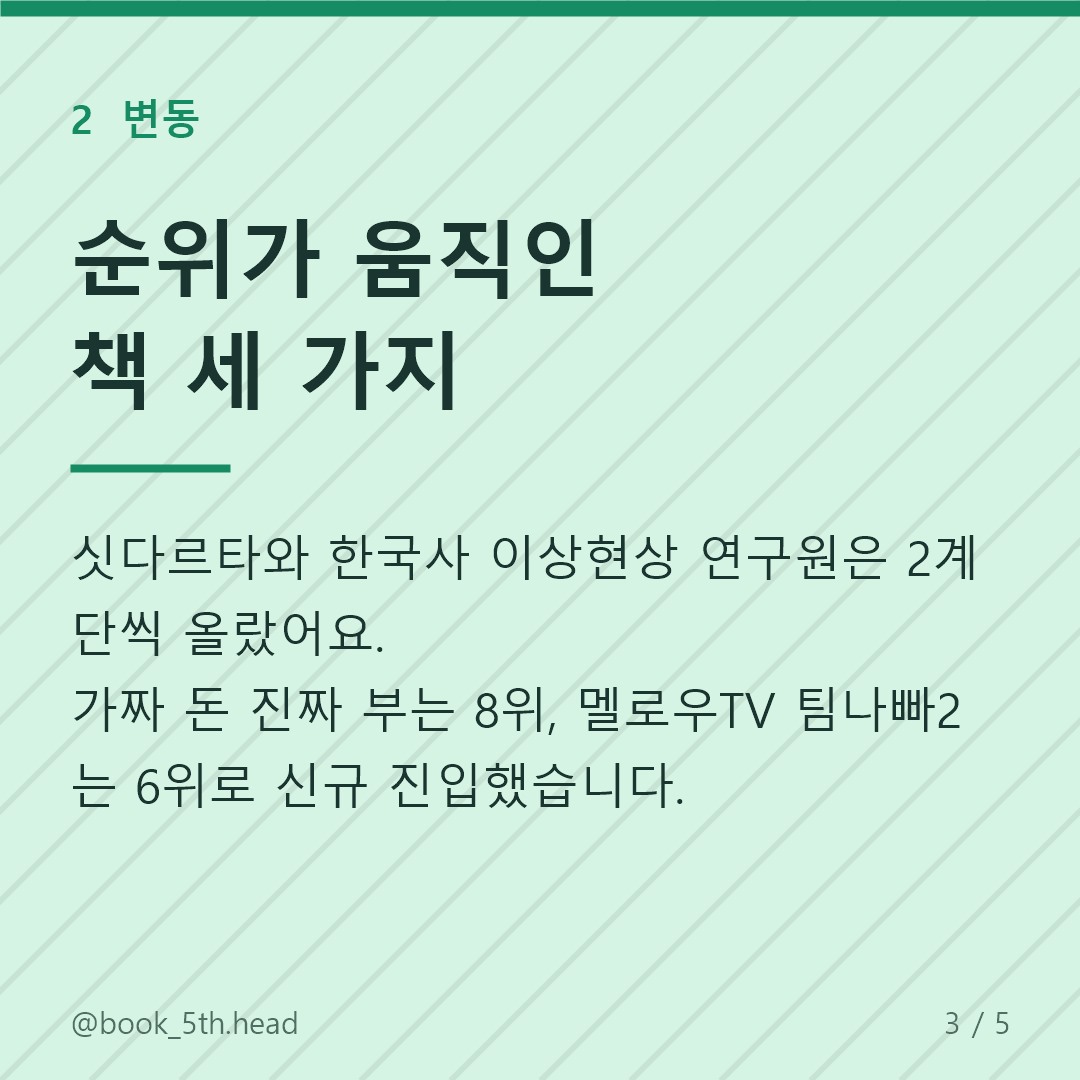 2 변동
순위가 움직인
책 세 가지
싯다르타와 한국사 이상현상 연구원은 2계
단씩 올랐어요.
가짜 돈 진짜 부는 8위, 멜로우TV 팀나빠2
는 6위로 신규 진입했습니다.
@book_5th.head
3 / 5